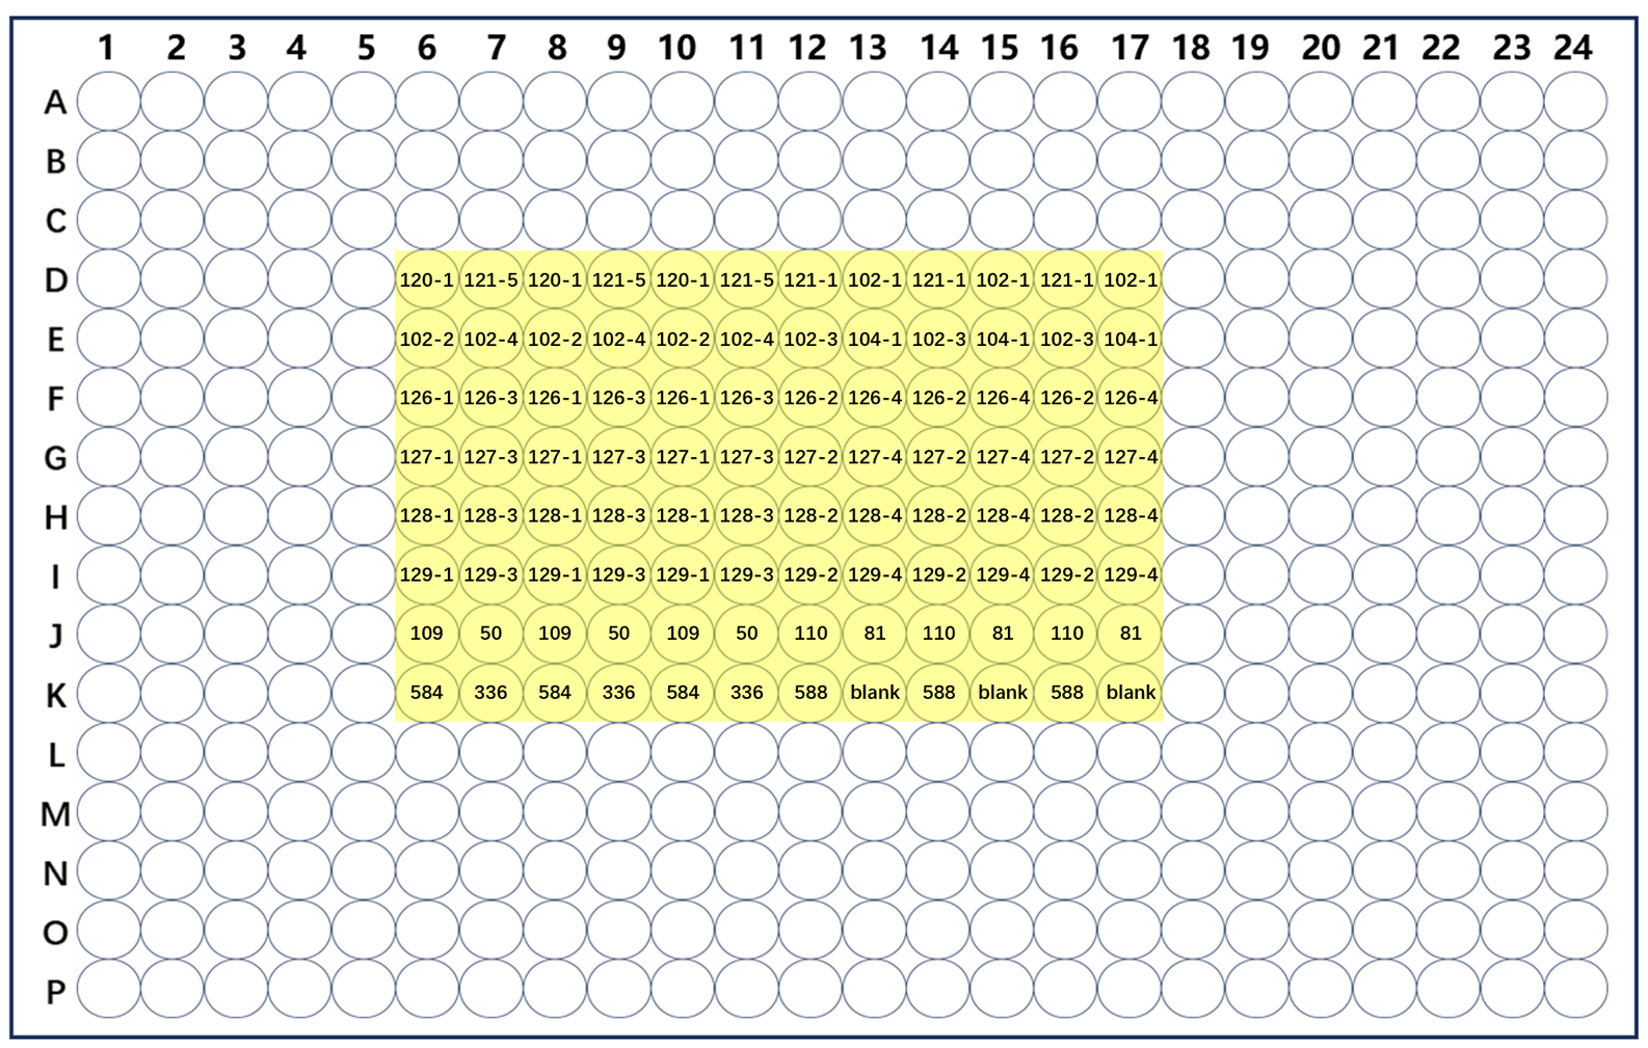 1 2 3 4 5 6 7 8 9 10 11 12 13 14 15 16 17 18 19 20 21 22 23 24
A
B
C
D 120-1 121-5 120-1 121-5 120-1 121-5 121-1 102-1 121-1 102-1 121-1 102-1
E 102-2 102-4 102-2 102-4 102-2 102-4 102-3 104-1 102-3 104-1 102-3 104-1
F 126-1 126-3 126-1 126-3 126-1 126-3 126-2 126-4 126-2 126-4 126-2 126-4
G 127-1 127-3 127-1 127-3 127-1 127-3 127-2 127-4 127-2 127-4 127-2 127-4
H 128-1 128-3 128-1 128-3 128-1 128-3 128-2 128-4 128-2 128-4 128-2 128-4
I 129-1 129-3 129-1 129-3 129-1 129-3 129-2 129-4 129-2 129-4 129-2 129-4
J 109 50 109 50 109 50 110 81 110 81 110 81
K 584 336 584 336 584 336 588 blank 588 blank 588 blank
L
M
N
O
P